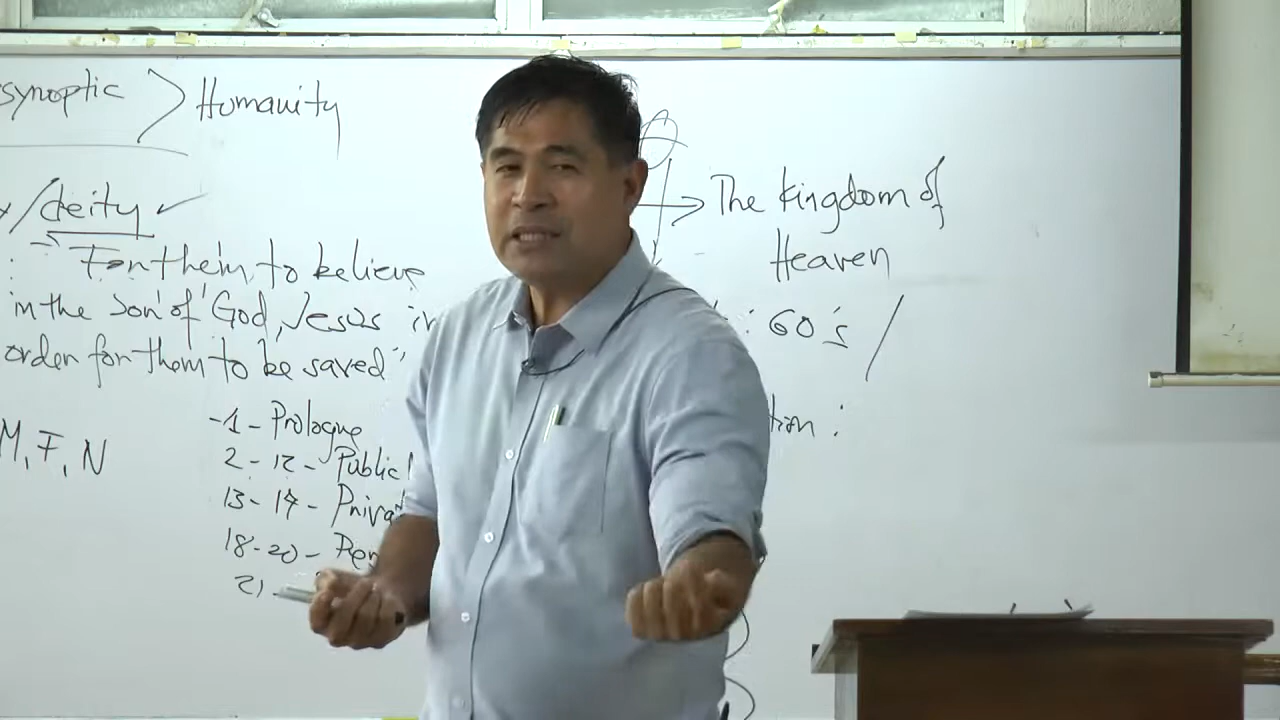 synoptic > Humanity
/deity ✓
→ For them to believe
in the Son of God, Jesus in
order for them to be saved"
M, F, N
-1 - Prologue
2 - 12 - Public
13 - 17 - Privat
18-20 -
21
→ The kingdom of
Heaven
: 60's /
tion :